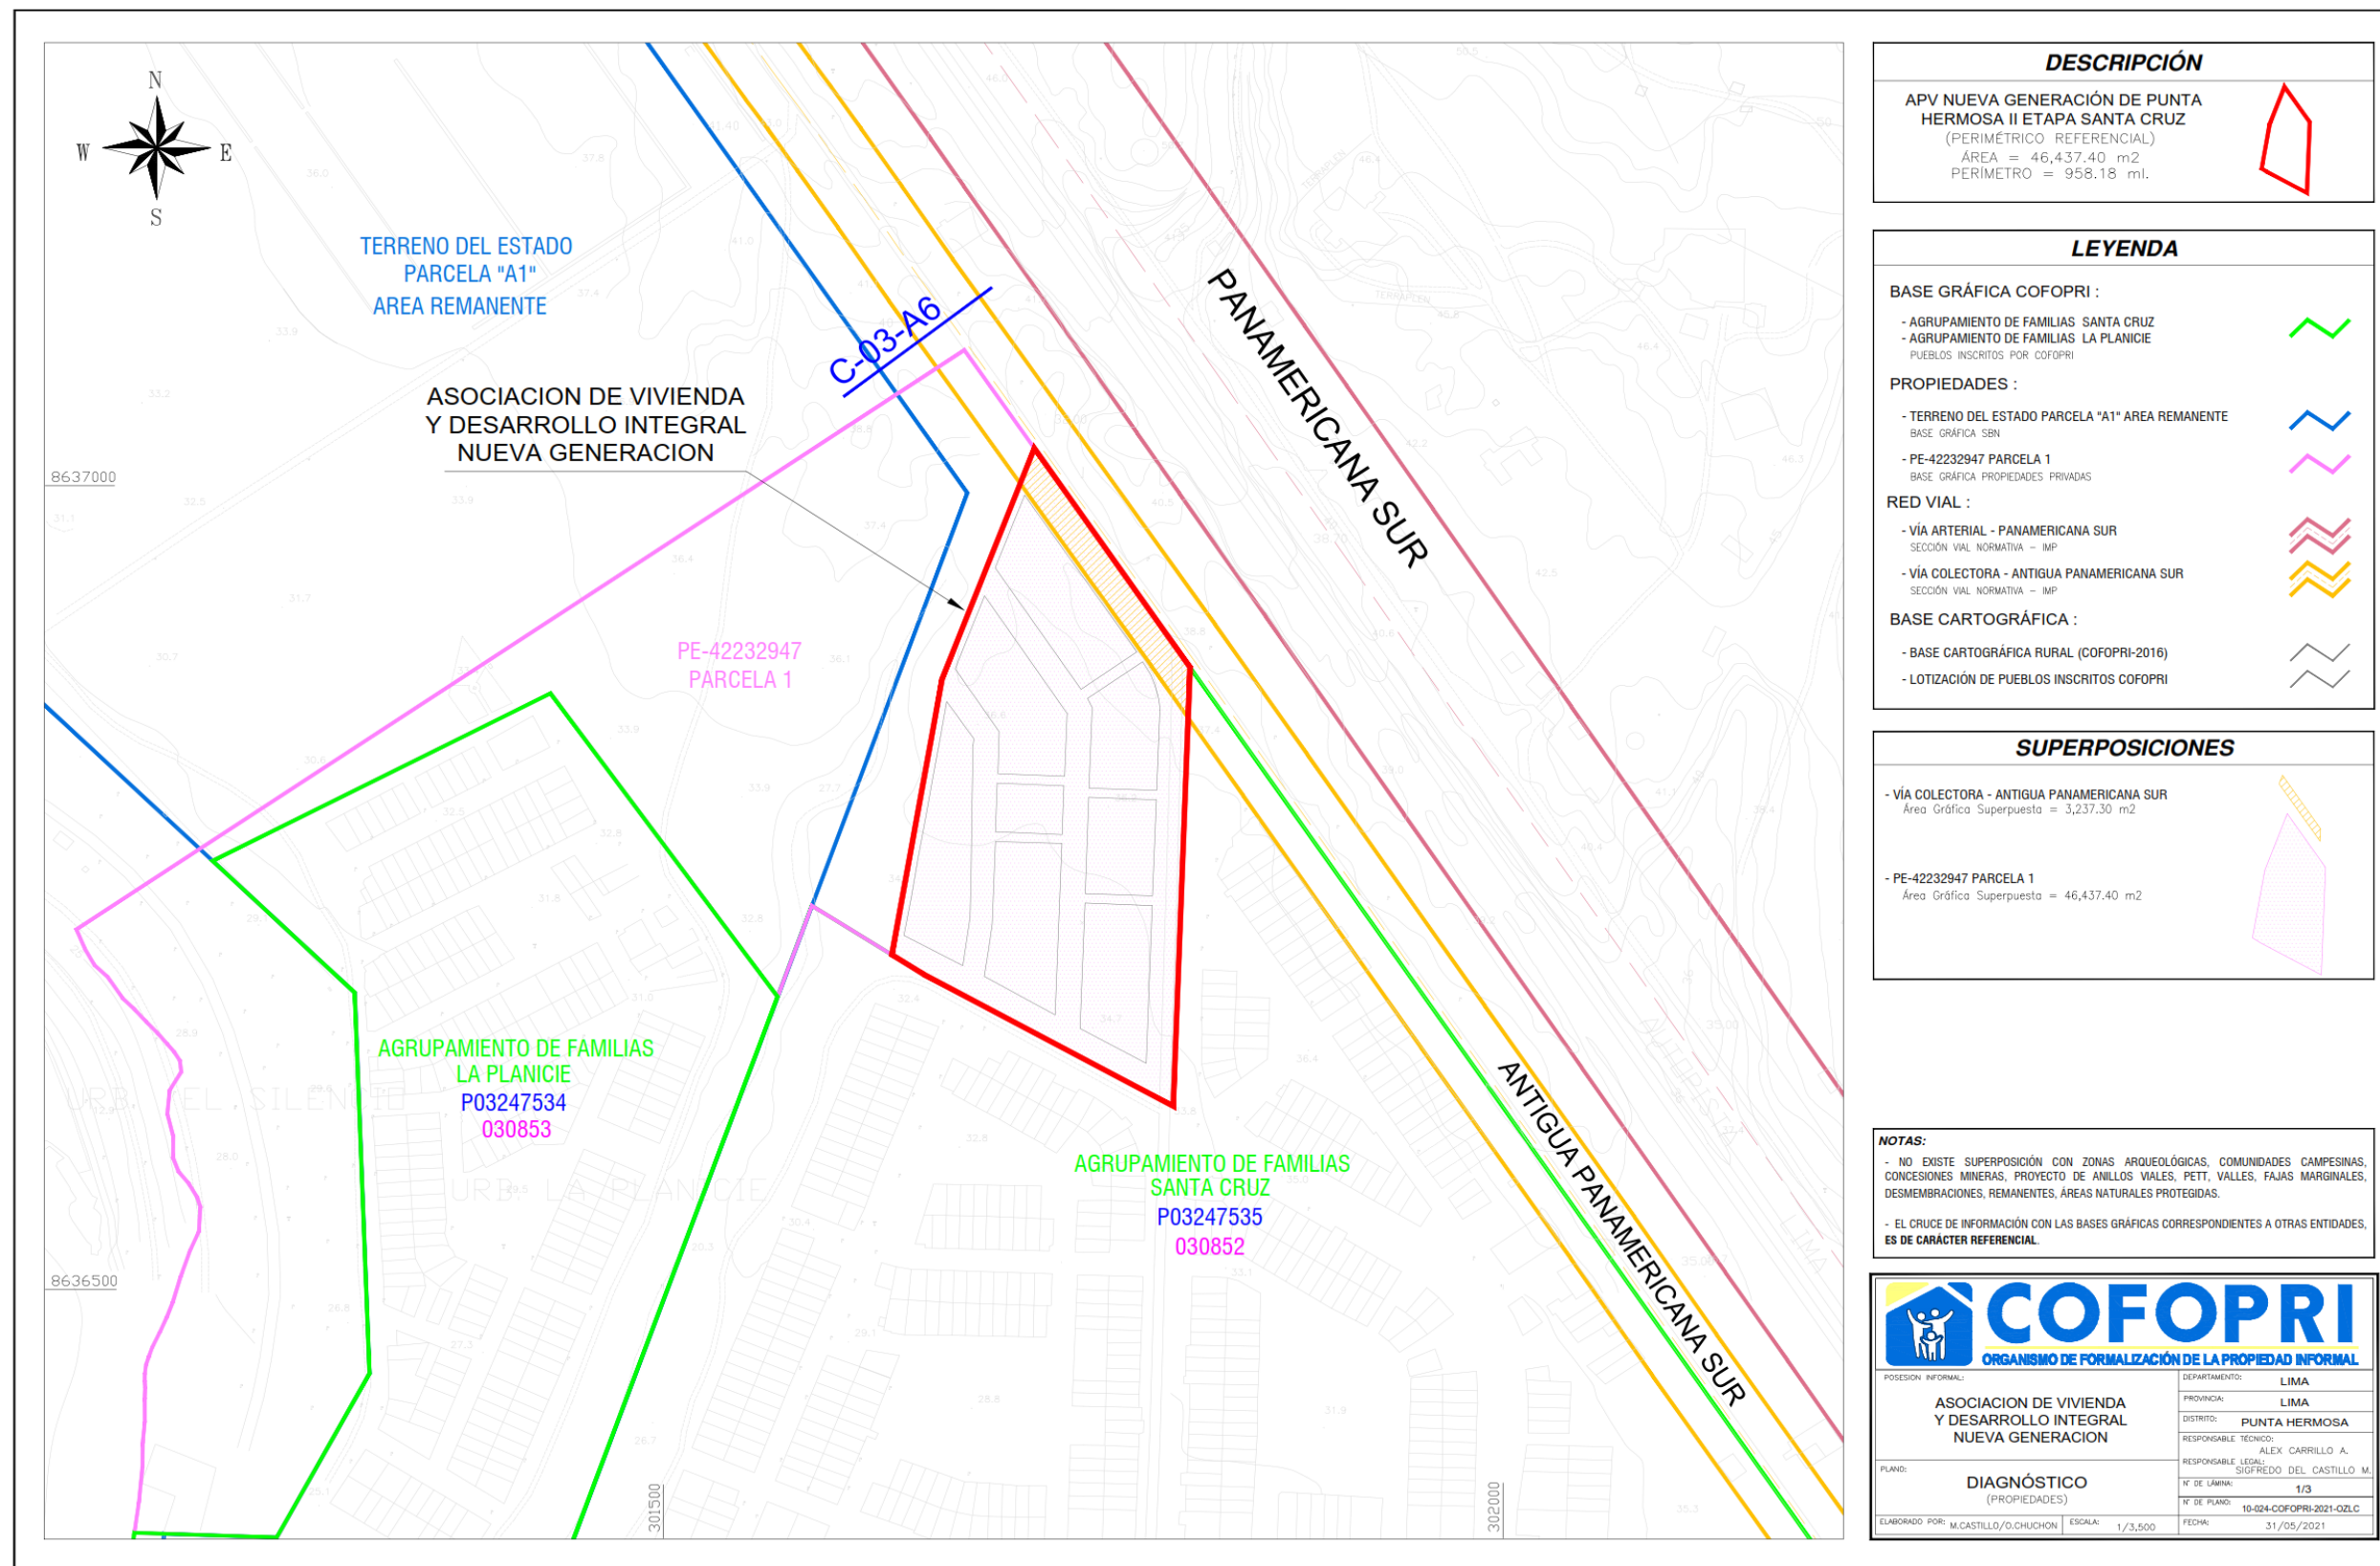 N
W
E
S
TERRENO DEL ESTADO
PARCELA "A1"
AREA REMANENTE
C-03-A6
ASOCIACION DE VIVIENDA
Y DESARROLLO INTEGRAL
NUEVA GENERACION
PANAMERICANA SUR
8637000
PE-42232947
PARCELA 1
AGRUPAMIENTO DE FAMILIAS
LA PLANICIE
P03247534
030853
URB. EL SILENCIO
URB. LA PLANICIE
AGRUPAMIENTO DE FAMILIAS
SANTA CRUZ
P03247535
030852
ANTIGUA PANAMERICANA SUR
8636500
301500
302000
DESCRIPCIÓN
APV NUEVA GENERACIÓN DE PUNTA
HERMOSA II ETAPA SANTA CRUZ
(PERIMÉTRICO REFERENCIAL)
ÁREA = 46,437.40 m2
PERÍMETRO = 958.18 ml.
LEYENDA
BASE GRÁFICA COFOPRI :
- AGRUPAMIENTO DE FAMILIAS SANTA CRUZ
- AGRUPAMIENTO DE FAMILIAS LA PLANICIE
PUEBLOS INSCRITOS POR COFOPRI
PROPIEDADES :
- TERRENO DEL ESTADO PARCELA "A1" AREA REMANENTE
BASE GRÁFICA SBN
- PE-42232947 PARCELA 1
BASE GRÁFICA PROPIEDADES PRIVADAS
RED VIAL :
- VÍA ARTERIAL - PANAMERICANA SUR
SECCIÓN VIAL NORMATIVA - IMP
- VÍA COLECTORA - ANTIGUA PANAMERICANA SUR
SECCIÓN VIAL NORMATIVA - IMP
BASE CARTOGRÁFICA :
- BASE CARTOGRÁFICA RURAL (COFOPRI-2016)
- LOTIZACIÓN DE PUEBLOS INSCRITOS COFOPRI
SUPERPOSICIONES
- VÍA COLECTORA - ANTIGUA PANAMERICANA SUR
Área Gráfica Superpuesta = 3,237.30 m2
- PE-42232947 PARCELA 1
Área Gráfica Superpuesta = 46,437.40 m2
NOTAS:
- NO EXISTE SUPERPOSICIÓN CON ZONAS ARQUEOLÓGICAS, COMUNIDADES CAMPESINAS,
CONCESIONES MINERAS, PROYECTO DE ANILLOS VIALES, PETT, VALLES, FAJAS MARGINALES,
DESMEMBRACIONES, REMANENTES, ÁREAS NATURALES PROTEGIDAS.
- EL CRUCE DE INFORMACIÓN CON LAS BASES GRÁFICAS CORRESPONDIENTES A OTRAS ENTIDADES,
ES DE CARÁCTER REFERENCIAL.
COFOPRI
ORGANISMO DE FORMALIZACIÓN DE LA PROPIEDAD INFORMAL
POSESION INFORMAL:
ASOCIACION DE VIVIENDA
Y DESARROLLO INTEGRAL
NUEVA GENERACION
DEPARTAMENTO: LIMA
PROVINCIA: LIMA
DISTRITO: PUNTA HERMOSA
RESPONSABLE TÉCNICO:
ALEX CARRILLO A.
RESPONSABLE LEGAL:
SIGFREDO DEL CASTILLO M.
PLANO:
DIAGNÓSTICO
(PROPIEDADES)
N° DE LÁMINA: 1/3
N° DE PLANO: 10-024-COFOPRI-2021-OZLC
ELABORADO POR: M.CASTILLO/O.CHUCHON
ESCALA: 1/3,500
FECHA: 31/05/2021